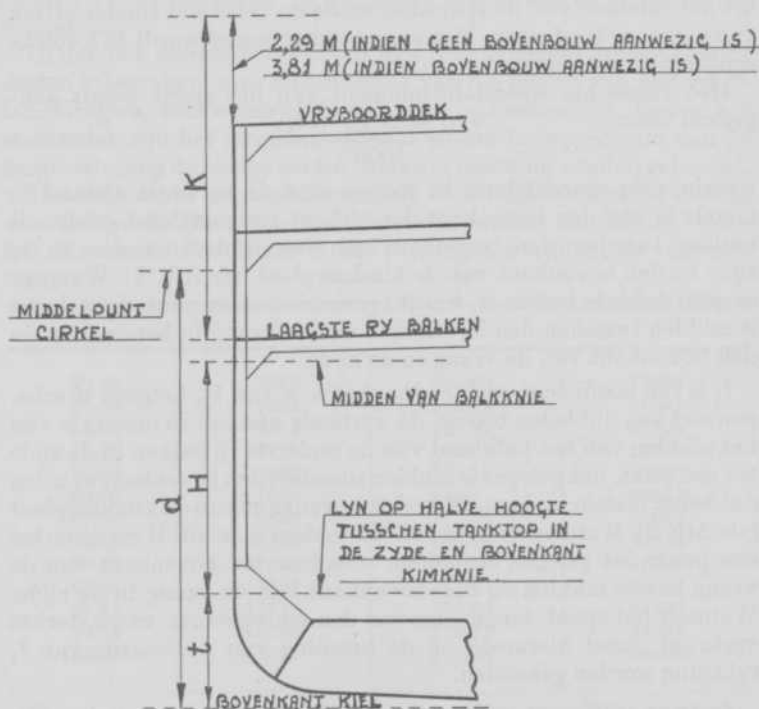 2,29 M (INDIEN GEEN BOVENBOUW AANWEZIG IS)
3,81 M (INDIEN BOVENBOUW AANWEZIG IS)
VRYBOORDDEK
K
MIDDELPUNT
CIRKEL
LAAGSTE RY BALKEN
MIDDEN VAN BALKKNIE
H
d
LYN OP HALVE HOOGTE
TUSSCHEN TANKTOP IN
DE ZYDE EN BOVENKANT
KIMKNIE
t
BOVENKANT KIEL